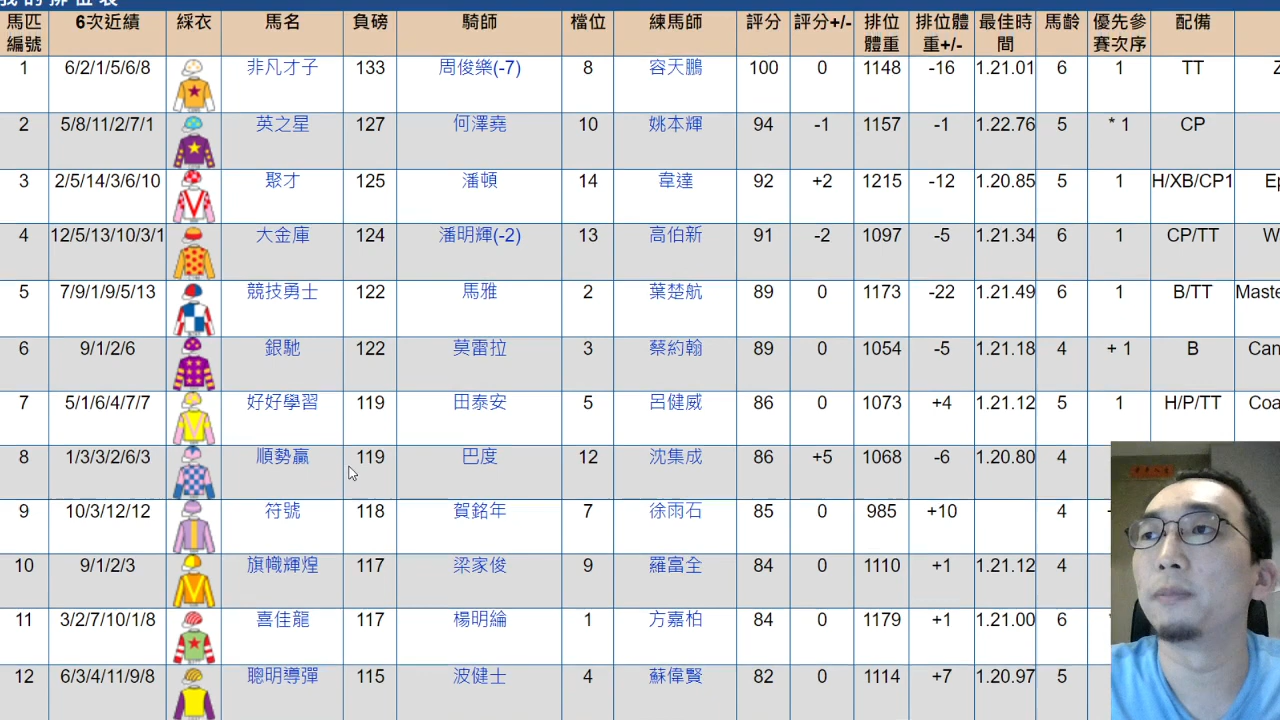 我的排位表
馬匹編號 6次近績 綵衣 馬名 負磅 騎師 檔位 練馬師 評分 評分+/- 排位體重 排位體重+/- 最佳時間 馬齡 優先參賽次序 配備
1 6/2/1/5/6/8 非凡才子 133 周俊樂(-7) 8 容天鵬 100 0 1148 -16 1.21.01 6 1 TT
2 5/8/11/2/7/1 英之星 127 何澤堯 10 姚本輝 94 -1 1157 -1 1.22.76 5 * 1 CP
3 2/5/14/3/6/10 聚才 125 潘頓 14 韋達 92 +2 1215 -12 1.20.85 5 1 H/XB/CP1
4 12/5/13/10/3/1 大金庫 124 潘明輝(-2) 13 高伯新 91 -2 1097 -5 1.21.34 6 1 CP/TT W
5 7/9/1/9/5/13 競技勇士 122 馬雅 2 葉楚航 89 0 1173 -22 1.21.49 6 1 B/TT Maste
6 9/1/2/6 銀馳 122 莫雷拉 3 蔡約翰 89 0 1054 -5 1.21.18 4 + 1 B Can
7 5/1/6/4/7/7 好好學習 119 田泰安 5 呂健威 86 0 1073 +4 1.21.12 5 1 H/P/TT Coa
8 1/3/3/2/6/3 順勢贏 119 巴度 12 沈集成 86 +5 1068 -6 1.20.80 4
9 10/3/12/12 符號 118 賀銘年 7 徐雨石 85 0 985 +10 4
10 9/1/2/3 旗幟輝煌 117 梁家俊 9 羅富全 84 0 1110 +1 1.21.12 4
11 3/2/7/10/1/8 喜佳龍 117 楊明綸 1 方嘉柏 84 0 1179 +1 1.21.00 6
12 6/3/4/11/9/8 聰明導彈 115 波健士 4 蘇偉賢 82 0 1114 +7 1.20.97 5